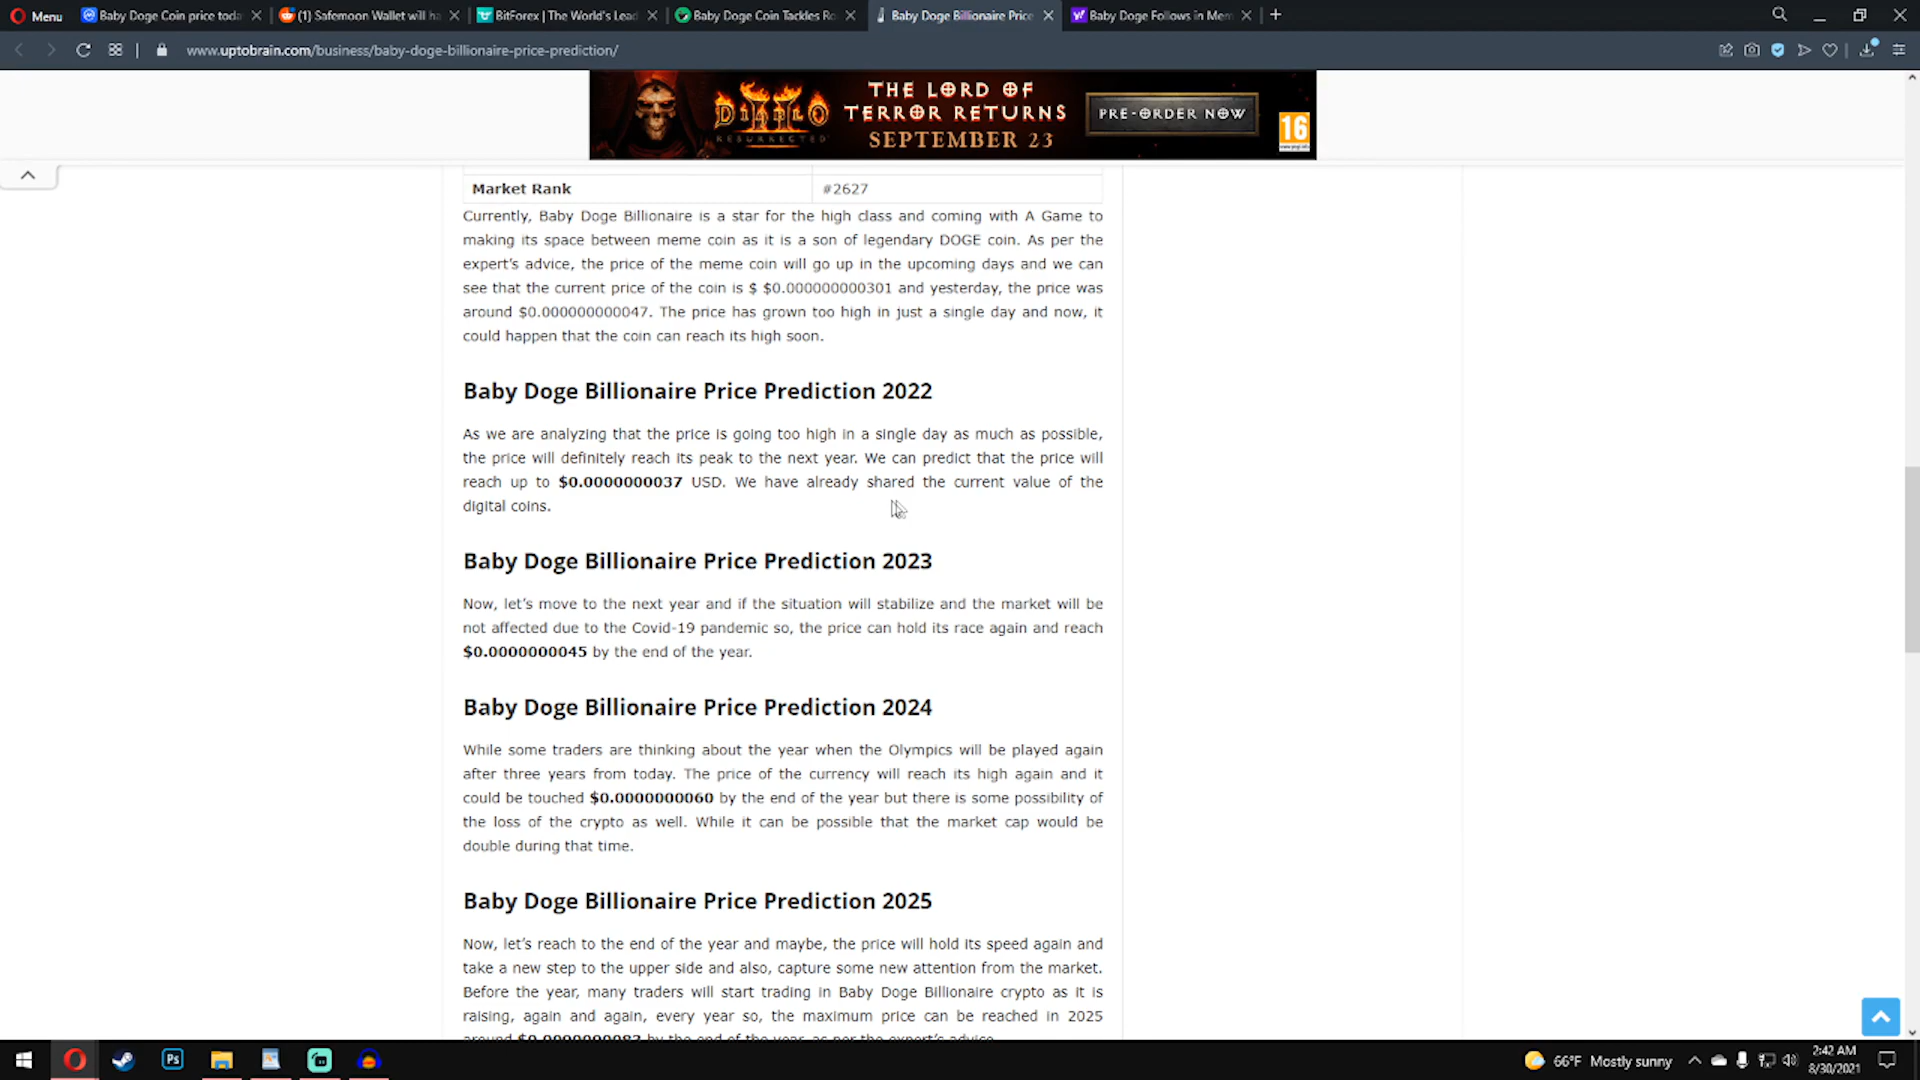 Menu
Baby Doge Coin price toda
(1) Safemoon Wallet will ha
BitForex | The World's Lead
Baby Doge Coin Tackles Ro
Baby Doge Billionaire Price
Baby Doge Follows in Mem
www.uptobrain.com/business/baby-doge-billionaire-price-prediction/
DIABLO
RESURRECTED
THE LORD OF
TERROR RETURNS
SEPTEMBER 23
PRE-ORDER NOW
16
Market Rank #2627
Currently, Baby Doge Billionaire is a star for the high class and coming with A Game to
making its space between meme coin as it is a son of legendary DOGE coin. As per the
expert's advice, the price of the meme coin will go up in the upcoming days and we can
see that the current price of the coin is $ $0.000000000301 and yesterday, the price was
around $0.000000000047. The price has grown too high in just a single day and now, it
could happen that the coin can reach its high soon.
Baby Doge Billionaire Price Prediction 2022
As we are analyzing that the price is going too high in a single day as much as possible,
the price will definitely reach its peak to the next year. We can predict that the price will
reach up to $0.0000000037 USD. We have already shared the current value of the
digital coins.
Baby Doge Billionaire Price Prediction 2023
Now, let's move to the next year and if the situation will stabilize and the market will be
not affected due to the Covid-19 pandemic so, the price can hold its race again and reach
$0.0000000045 by the end of the year.
Baby Doge Billionaire Price Prediction 2024
While some traders are thinking about the year when the Olympics will be played again
after three years from today. The price of the currency will reach its high again and it
could be touched $0.0000000060 by the end of the year but there is some possibility of
the loss of the crypto as well. While it can be possible that the market cap would be
double during that time.
Baby Doge Billionaire Price Prediction 2025
Now, let's reach to the end of the year and maybe, the price will hold its speed again and
take a new step to the upper side and also, capture some new attention from the market.
Before the year, many traders will start trading in Baby Doge Billionaire crypto as it is
raising, again and again, every year so, the maximum price can be reached in 2025
around $0.0000000082 by the end of the year, as per the expert's advice.
Ps
66°F Mostly sunny
2:42 AM
8/30/2021